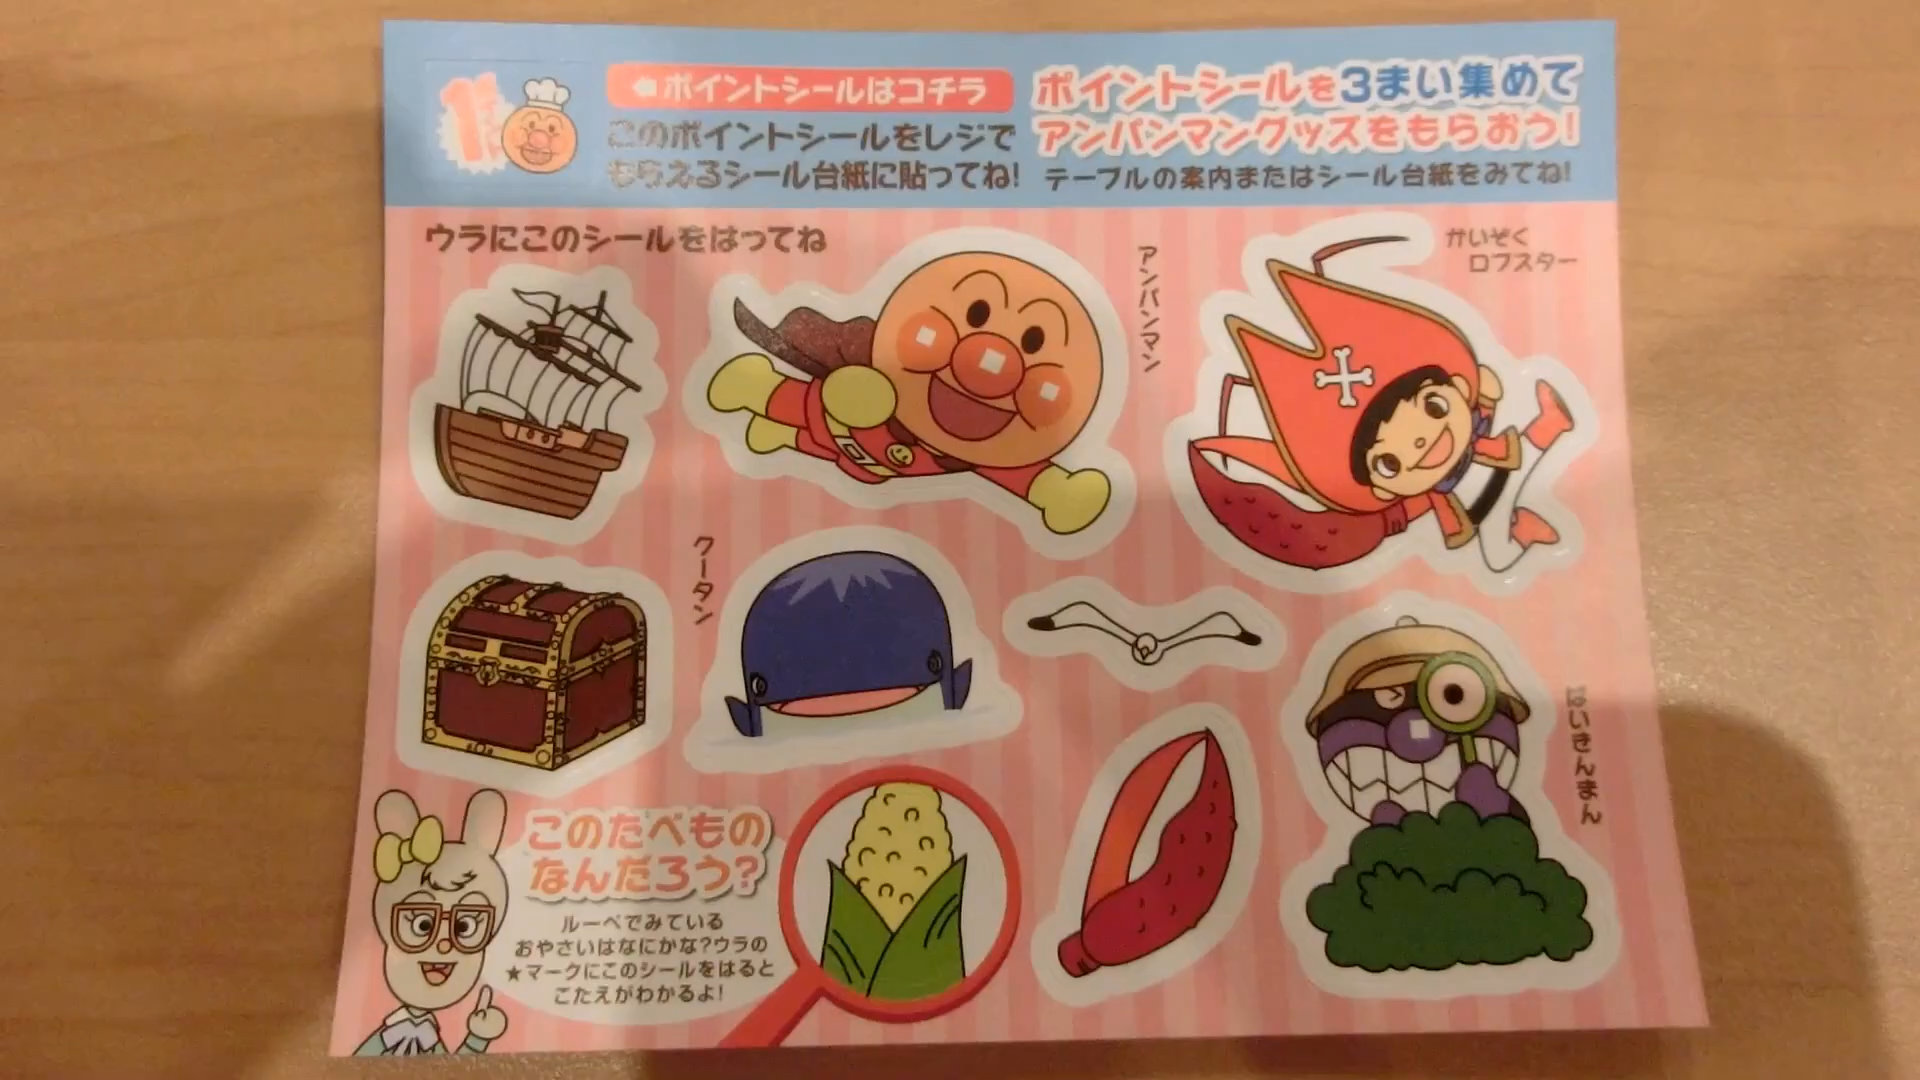 ポイントシールはコチラ
このポイントシールをレジで
もらえるシール台紙に貼ってね!
ポイントシールを3まい集めて
アンパンマングッズをもらおう!
テーブルの案内またはシール台紙をみてね!
ウラにこのシールをはってね
アンパンマン
かいぞく
ロブスター
クータン
ばいきんまん
このたべもの
なんだろう?
ルーペでみている
おやさいはなにかな?ウラの
★マークにこのシールをはると
こたえがわかるよ!